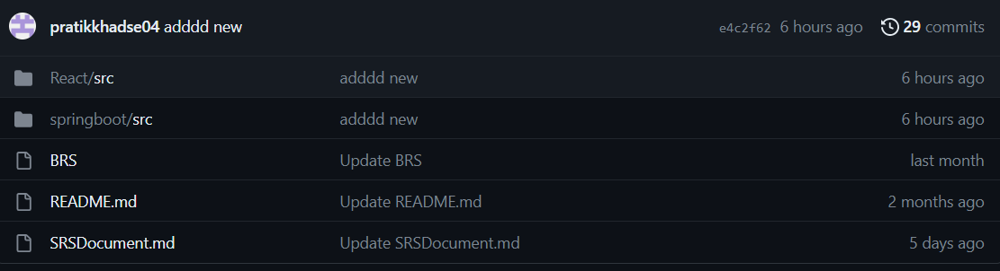 pratikkhadse04 adddd new e4c2f62 6 hours ago 29 commits
React/src adddd new 6 hours ago
springboot/src adddd new 6 hours ago
BRS Update BRS last month
README.md Update README.md 2 months ago
SRSDocument.md Update SRSDocument.md 5 days ago